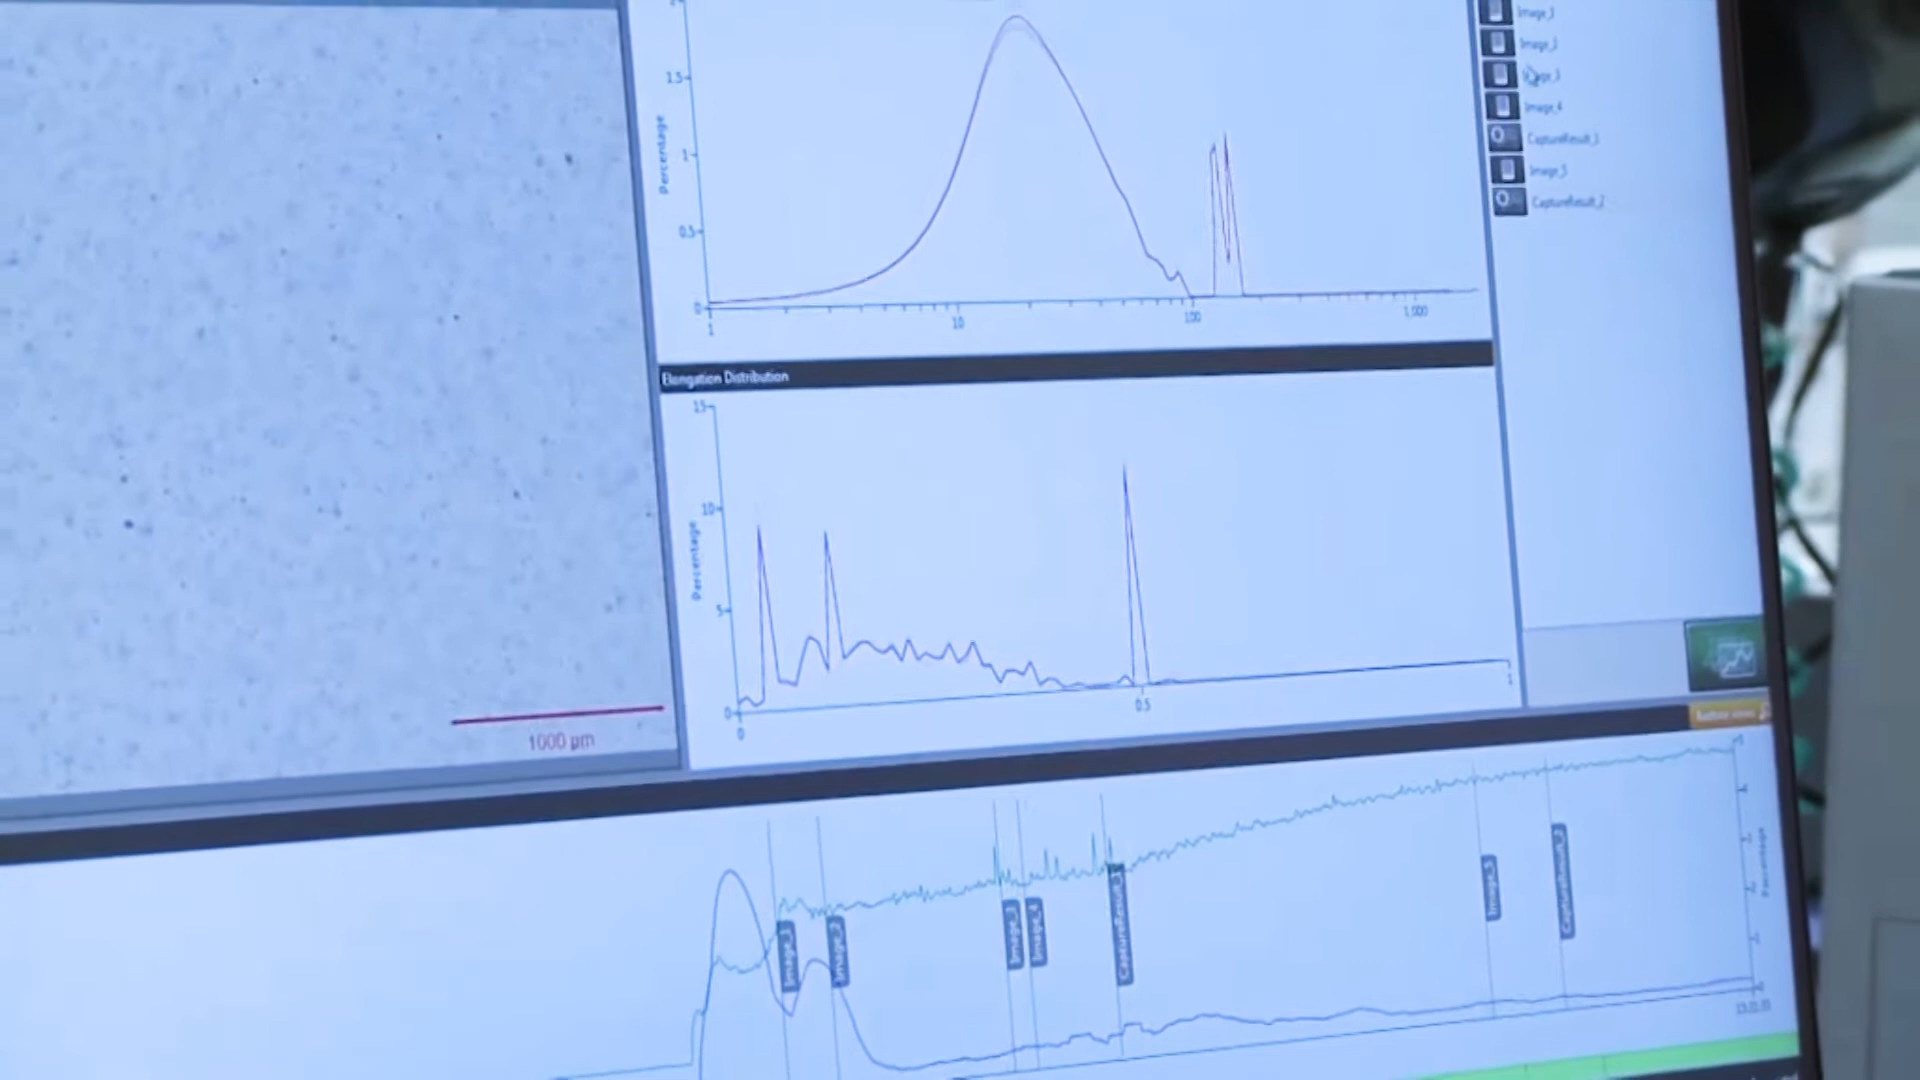 Image_1
Image_2
Image_3
Image_4
CaptureResult_1
Image_5
CaptureResult_2
Percentage
1.5
1
0.5
0
1
10
100
1,000
Elongation Distribution
Percentage
15
10
5
0
0
0.5
1
1000 µm
Image_1
Image_2
Image_3
Image_4
CaptureResult_1
Image_5
CaptureResult_2
Percentage